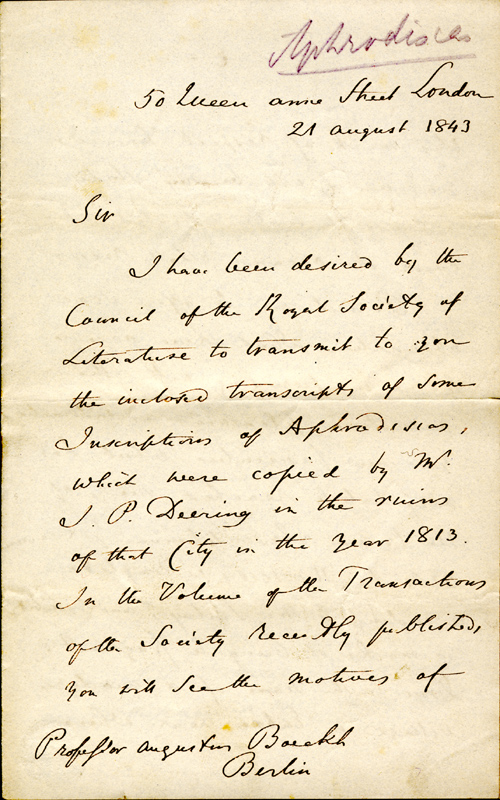 Aphrodisias
50 Queen anne Street London
21 august 1843
Sir
I have been desired by the
Council of the Royal Society of
Literature to transmit to you
the inclosed transcripts of some
Inscriptions of Aphrodisias,
which were copied by Mr.
J. P. Deering in the ruins
of that City in the year 1813.
In the Volume of the Transactions
of the Society recently published,
you will see the motives of
Professor augustus Boeckh
Berlin